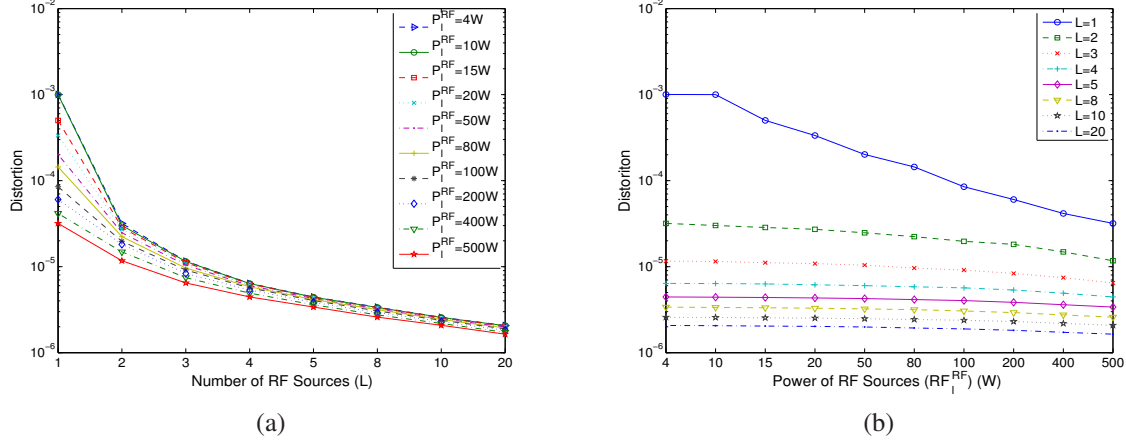 10^-2
10^-3
10^-4
10^-5
10^-6
Distortion
1 2 3 4 5 8 10 20
Number of RF Sources (L)
P_l^RF=4W
P_l^RF=10W
P_l^RF=15W
P_l^RF=20W
P_l^RF=50W
P_l^RF=80W
P_l^RF=100W
P_l^RF=200W
P_l^RF=400W
P_l^RF=500W
(a)
10^-2
10^-3
10^-4
10^-5
10^-6
Distoriton
4 10 15 20 50 80 100 200 400 500
Power of RF Sources (RF_l^RF) (W)
L=1
L=2
L=3
L=4
L=5
L=8
L=10
L=20
(b)